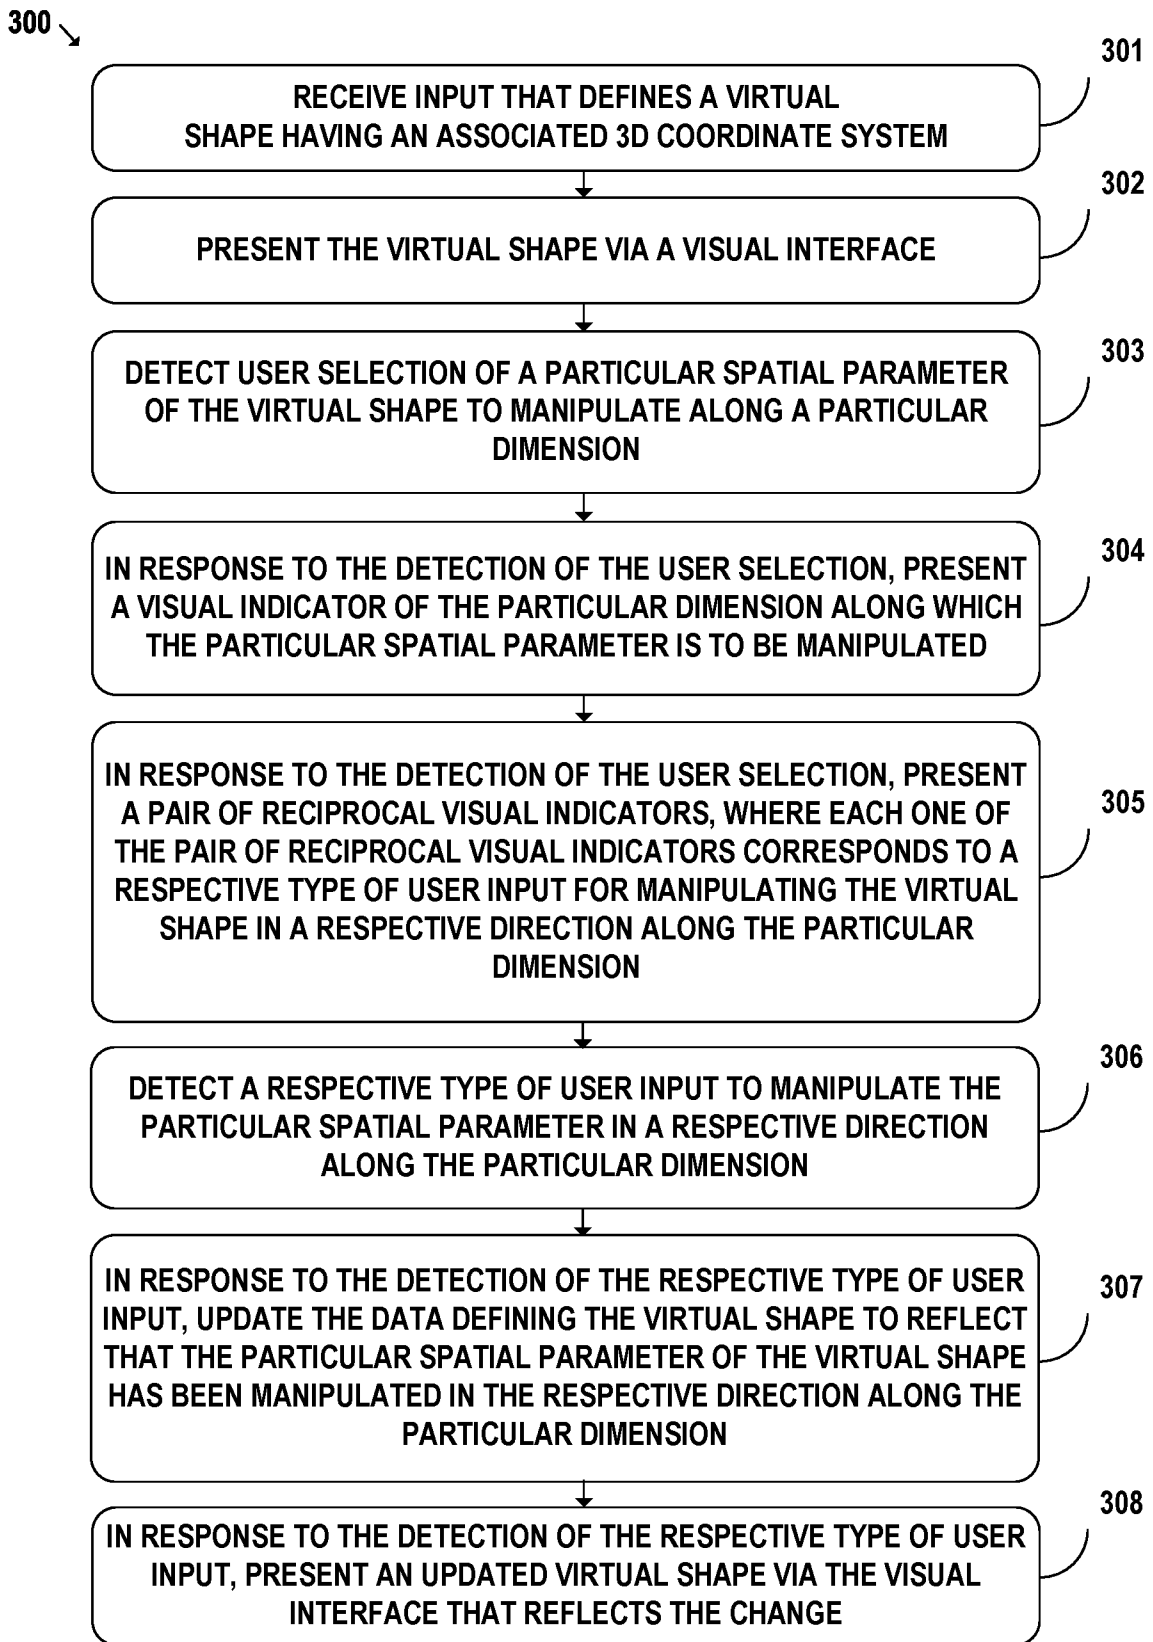 300
301
RECEIVE INPUT THAT DEFINES A VIRTUAL
SHAPE HAVING AN ASSOCIATED 3D COORDINATE SYSTEM
302
PRESENT THE VIRTUAL SHAPE VIA A VISUAL INTERFACE
303
DETECT USER SELECTION OF A PARTICULAR SPATIAL PARAMETER
OF THE VIRTUAL SHAPE TO MANIPULATE ALONG A PARTICULAR
DIMENSION
304
IN RESPONSE TO THE DETECTION OF THE USER SELECTION, PRESENT
A VISUAL INDICATOR OF THE PARTICULAR DIMENSION ALONG WHICH
THE PARTICULAR SPATIAL PARAMETER IS TO BE MANIPULATED
305
IN RESPONSE TO THE DETECTION OF THE USER SELECTION, PRESENT
A PAIR OF RECIPROCAL VISUAL INDICATORS, WHERE EACH ONE OF
THE PAIR OF RECIPROCAL VISUAL INDICATORS CORRESPONDS TO A
RESPECTIVE TYPE OF USER INPUT FOR MANIPULATING THE VIRTUAL
SHAPE IN A RESPECTIVE DIRECTION ALONG THE PARTICULAR
DIMENSION
306
DETECT A RESPECTIVE TYPE OF USER INPUT TO MANIPULATE THE
PARTICULAR SPATIAL PARAMETER IN A RESPECTIVE DIRECTION
ALONG THE PARTICULAR DIMENSION
307
IN RESPONSE TO THE DETECTION OF THE RESPECTIVE TYPE OF USER
INPUT, UPDATE THE DATA DEFINING THE VIRTUAL SHAPE TO REFLECT
THAT THE PARTICULAR SPATIAL PARAMETER OF THE VIRTUAL SHAPE
HAS BEEN MANIPULATED IN THE RESPECTIVE DIRECTION ALONG THE
PARTICULAR DIMENSION
308
IN RESPONSE TO THE DETECTION OF THE RESPECTIVE TYPE OF USER
INPUT, PRESENT AN UPDATED VIRTUAL SHAPE VIA THE VISUAL
INTERFACE THAT REFLECTS THE CHANGE